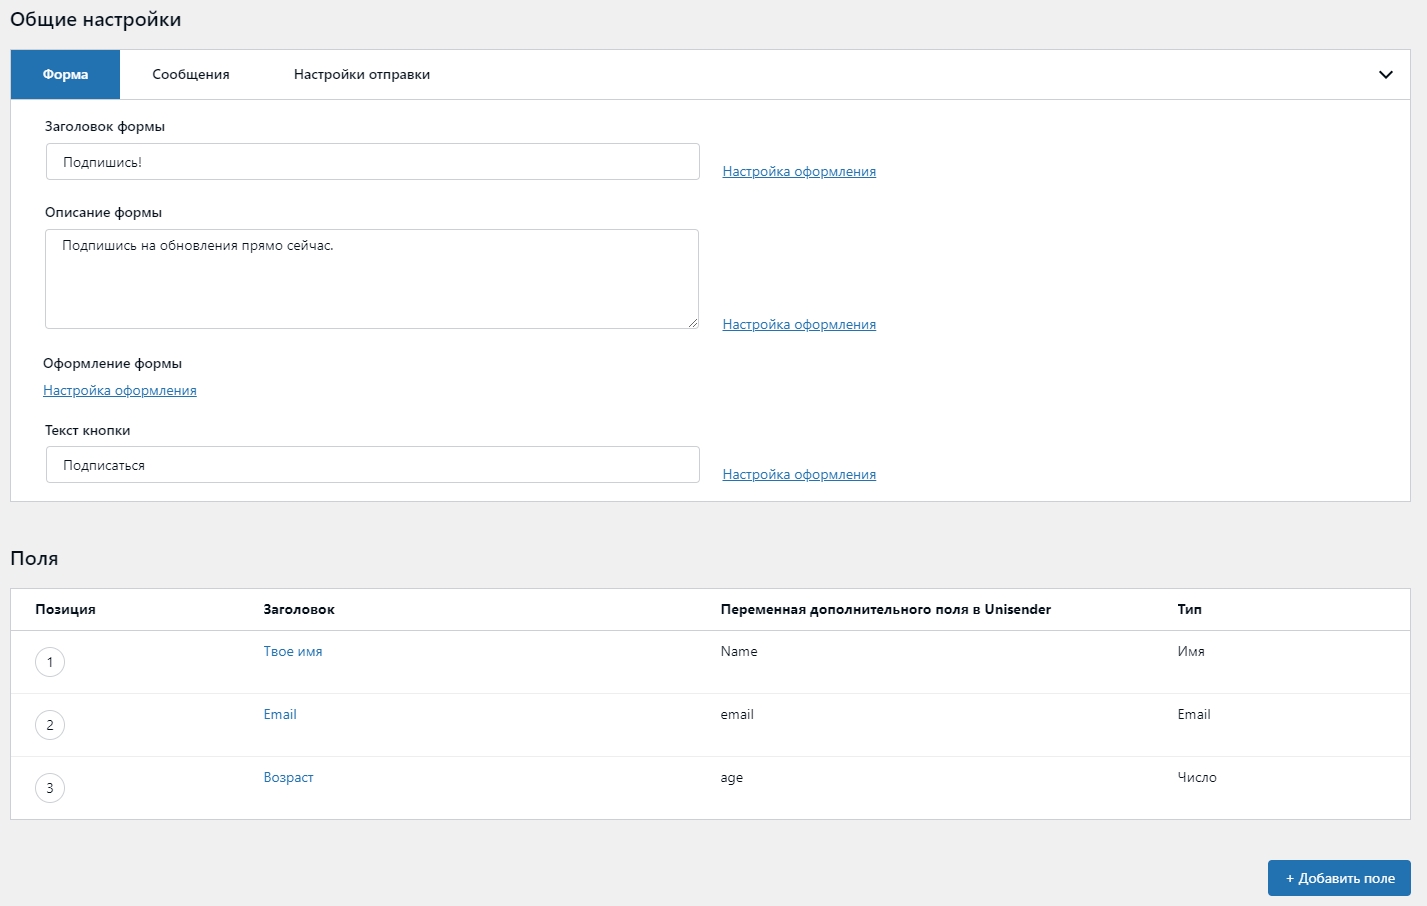 Общие настройки
Форма Сообщения Настройки отправки
Заголовок формы
Подпишись!
Настройка оформления
Описание формы
Подпишись на обновления прямо сейчас.
Настройка оформления
Оформление формы
Настройка оформления
Текст кнопки
Подписаться
Настройка оформления
Поля
Позиция Заголовок Переменная дополнительного поля в Unisender Тип
1 Твое имя Name Имя
2 Email email Email
3 Возраст age Число
+ Добавить поле